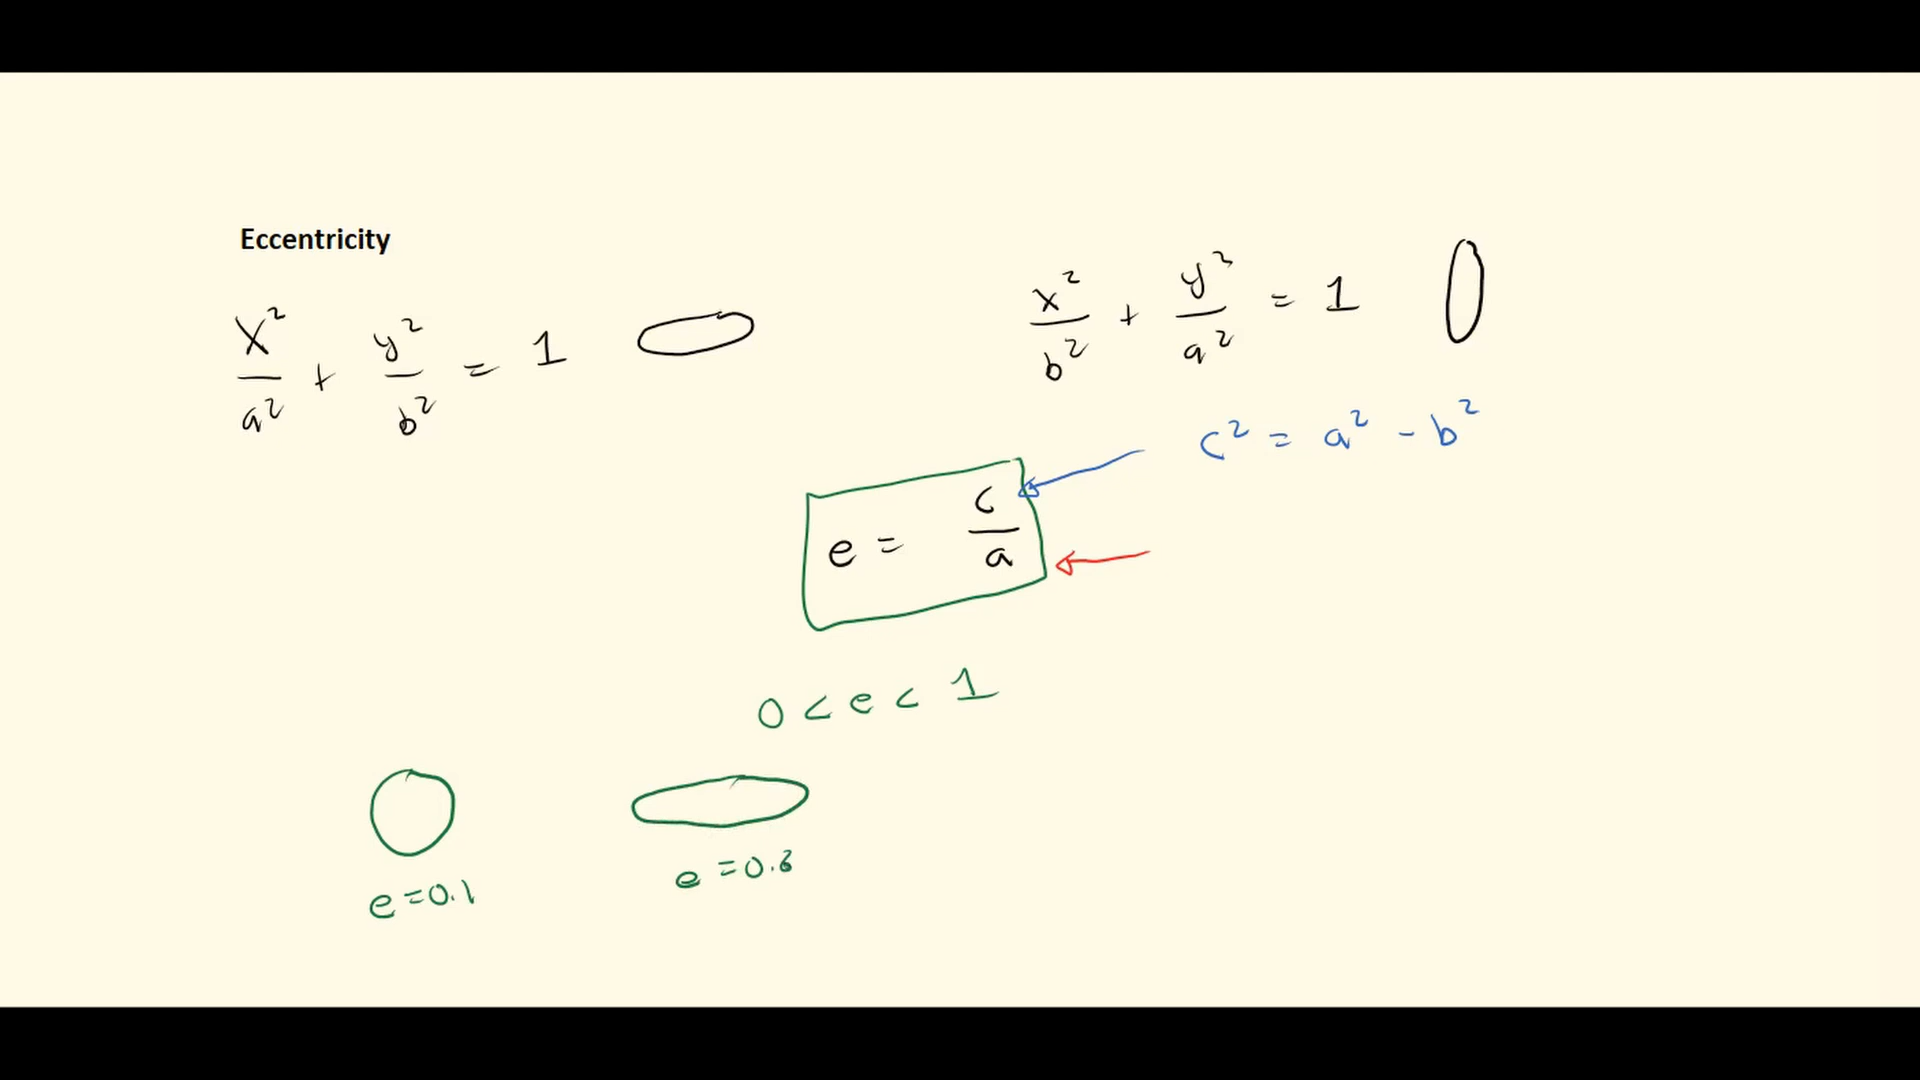 Eccentricity
x²/a² + y²/b² = 1
x²/b² + y²/a² = 1
c² = a² - b²
e = c/a
0 < e < 1
e = 0.1
e = 0.8